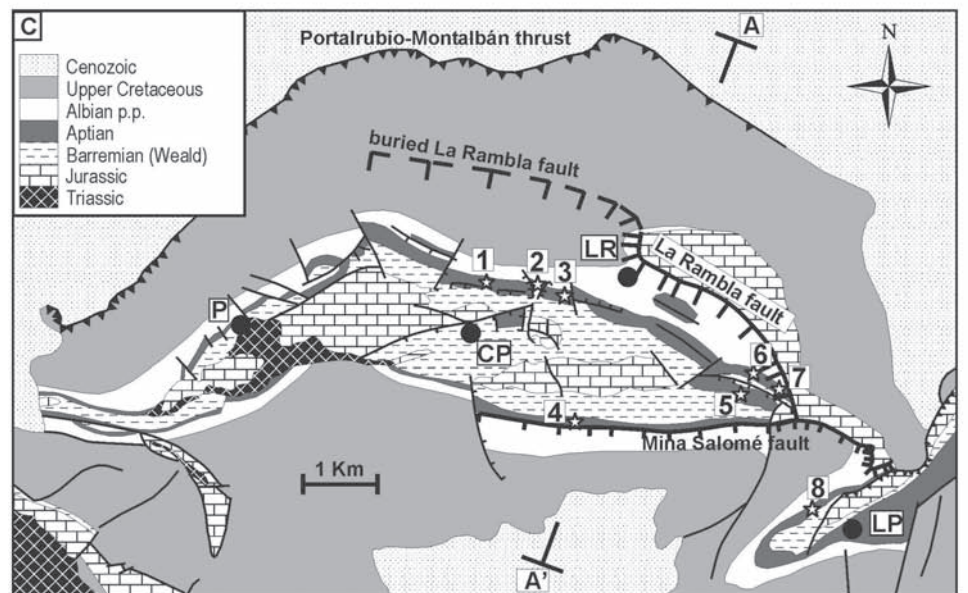 C
Cenozoic
Upper Cretaceous
Albian p.p.
Aptian
Barremian (Weald)
Jurassic
Triassic
Portalrubio-Montalbán thrust
A
N
buried La Rambla fault
LR
La Rambla fault
1
2
3
P
CP
6
7
5
4
Mina Salomé fault
1 Km
8
LP
A'